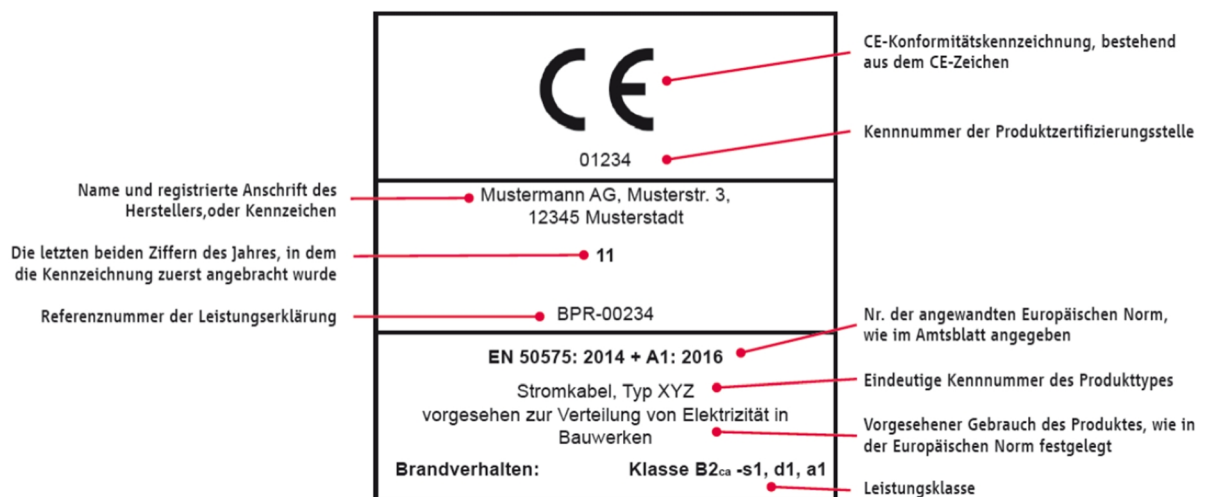 CE
01234
Mustermann AG, Musterstr. 3,
12345 Musterstadt
11
BPR-00234
EN 50575: 2014 + A1: 2016
Stromkabel, Typ XYZ
vorgesehen zur Verteilung von Elektrizität in
Bauwerken
Brandverhalten: Klasse B2ca -s1, d1, a1
Name und registrierte Anschrift des
Herstellers,oder Kennzeichen
Die letzten beiden Ziffern des Jahres, in dem
die Kennzeichnung zuerst angebracht wurde
Referenznummer der Leistungserklärung
CE-Konformitätskennzeichnung, bestehend
aus dem CE-Zeichen
Kennnummer der Produktzertifizierungsstelle
Nr. der angewandten Europäischen Norm,
wie im Amtsblatt angegeben
Eindeutige Kennnummer des Produkttypes
Vorgesehener Gebrauch des Produktes, wie in
der Europäischen Norm festgelegt
Leistungsklasse